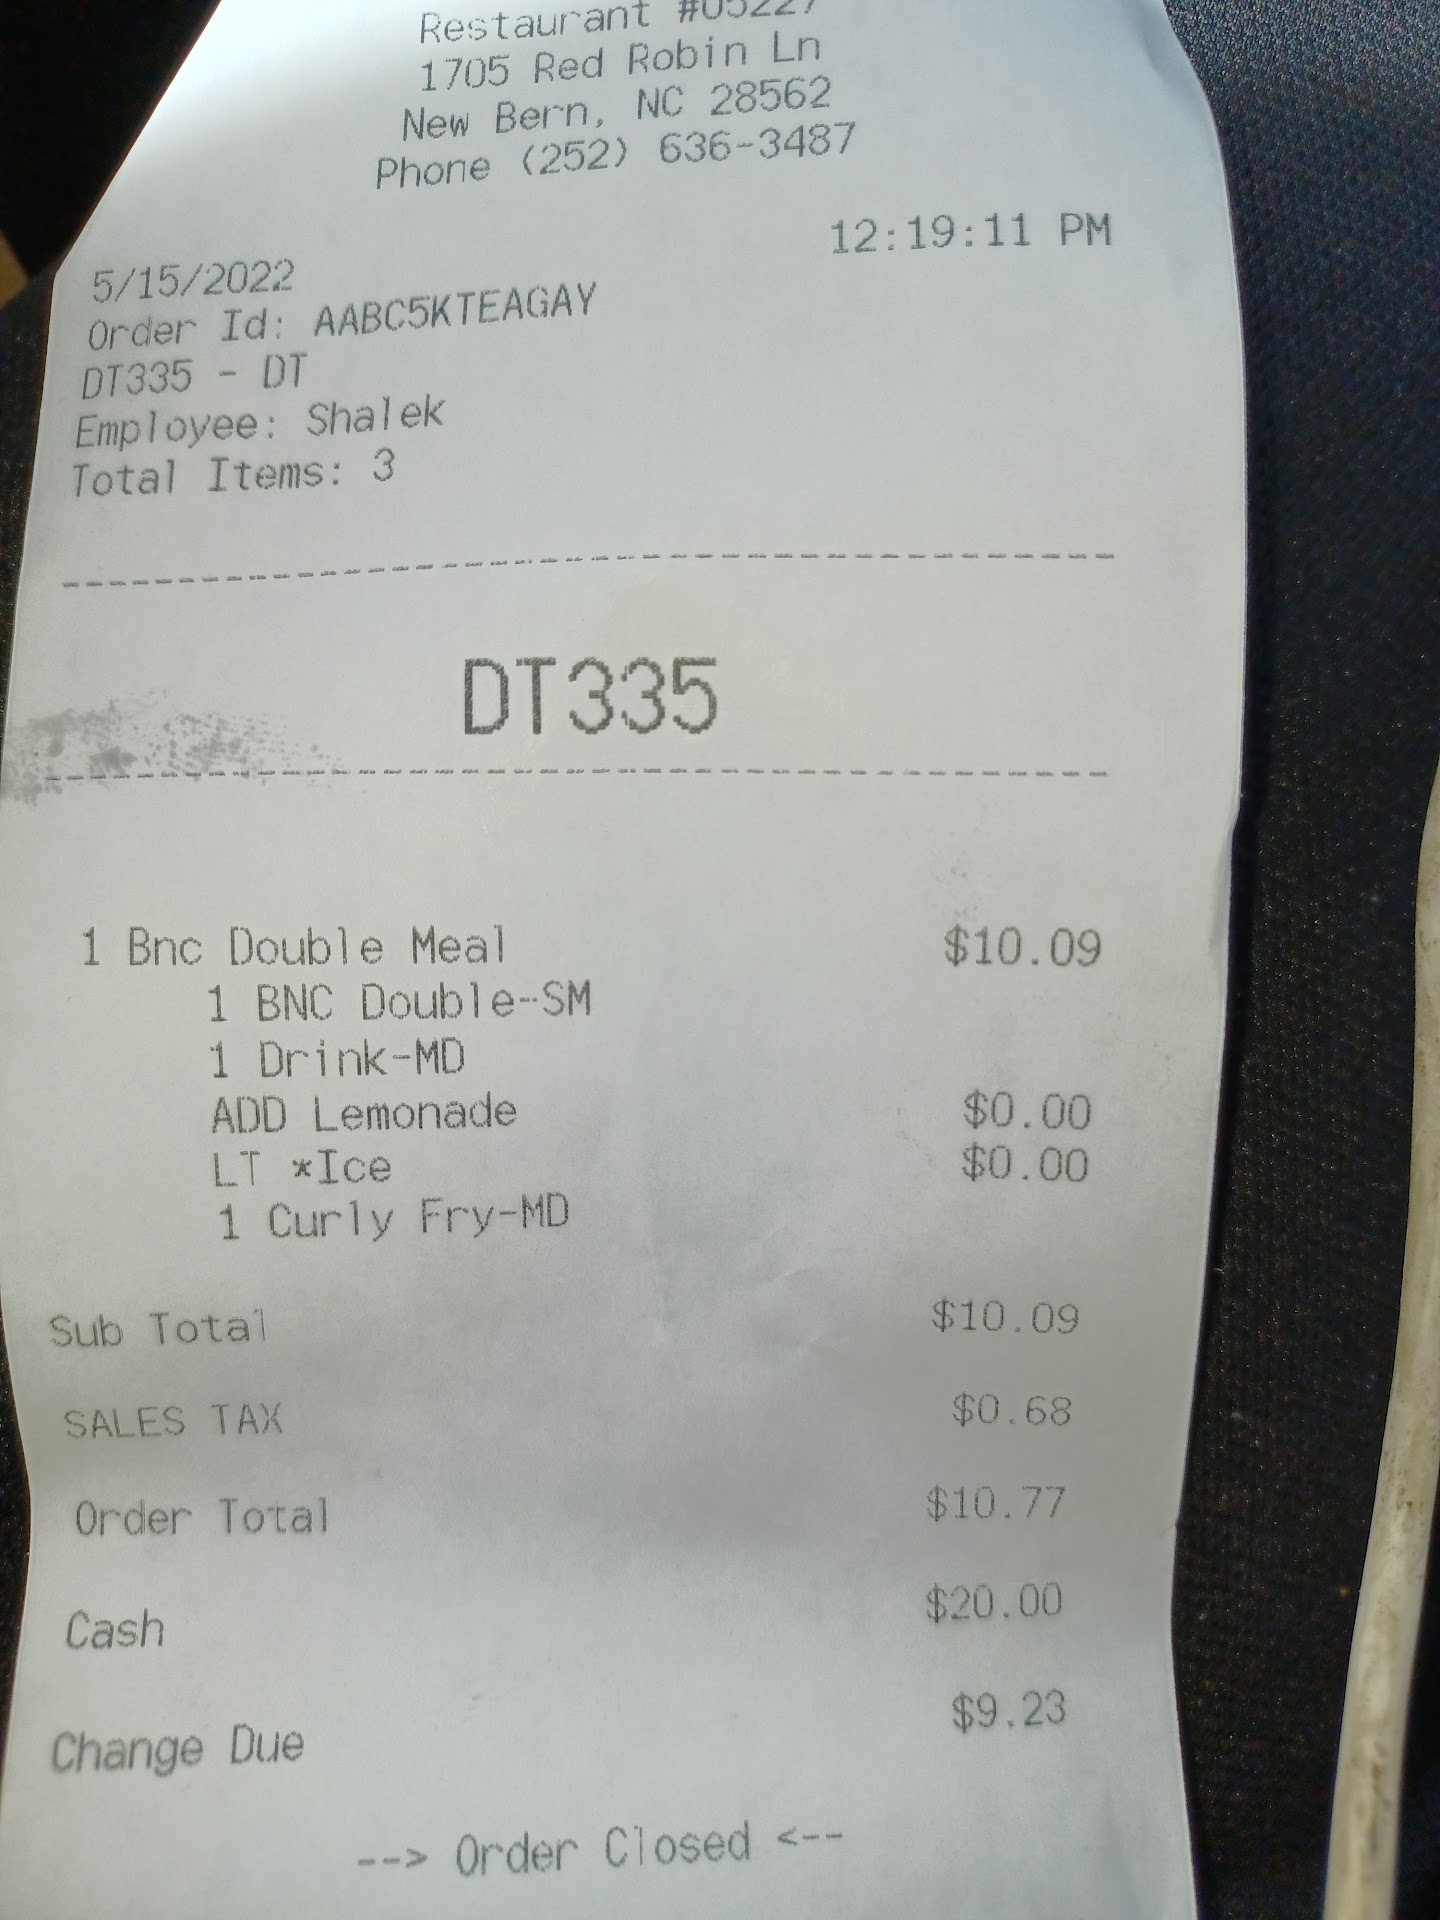 Restaurant #05227
1705 Red Robin Ln
New Bern, NC 28562
Phone (252) 636-3487
12:19:11 PM
5/15/2022
Order Id: AABC5KTEAGAY
DT335 - DT
Employee: Shalek
Total Items: 3
--------------------------------------------
DT335
--------------------------------------------
1 Bnc Double Meal $10.09
1 BNC Double-SM
1 Drink-MD
ADD Lemonade $0.00
LT *Ice $0.00
1 Curly Fry-MD
Sub Total $10.09
SALES TAX $0.68
Order Total $10.77
Cash $20.00
Change Due $9.23
--> Order Closed <--